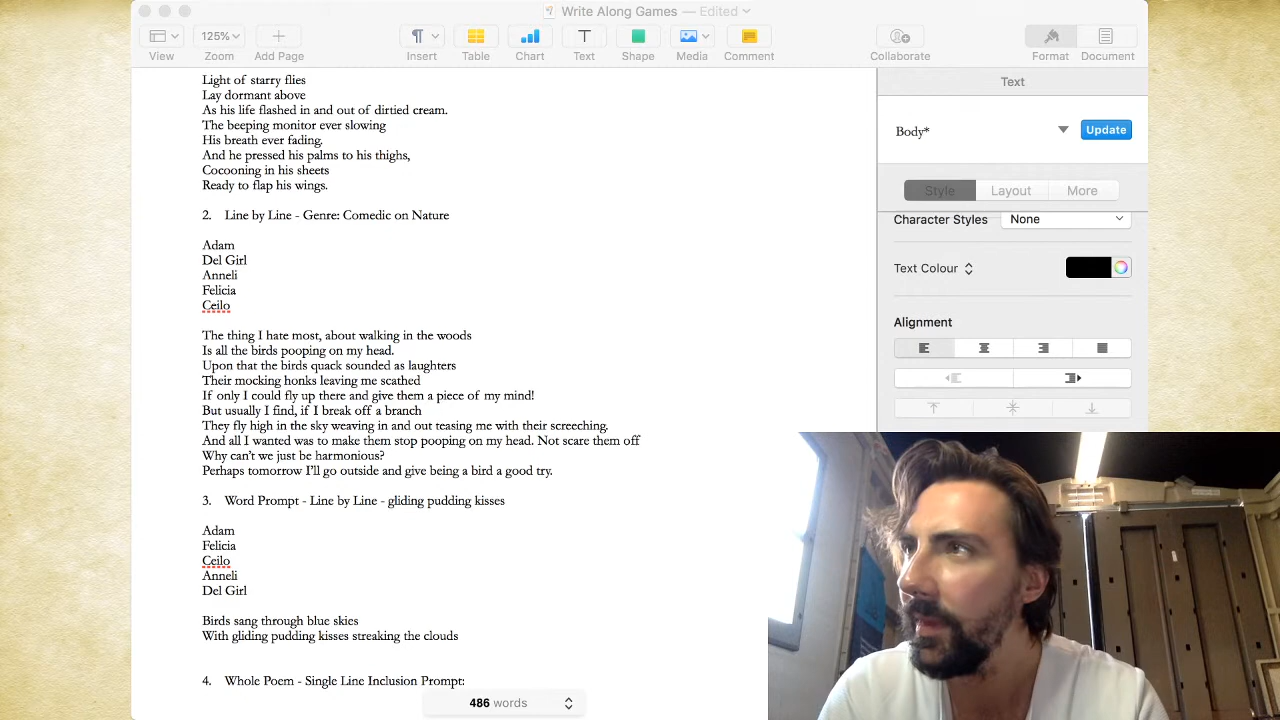 Write Along Games — Edited
125%
View
Zoom
Add Page
Insert
Table
Chart
Text
Shape
Media
Comment
Collaborate
Format
Document
Light of starry flies
Lay dormant above
As his life flashed in and out of dirtied cream.
The beeping monitor ever slowing
His breath ever fading.
And he pressed his palms to his thighs,
Cocooning in his sheets
Ready to flap his wings.
2. Line by Line - Genre: Comedic on Nature
Adam
Del Girl
Anneli
Felicia
Ceilo
The thing I hate most, about walking in the woods
Is all the birds pooping on my head.
Upon that the birds quack sounded as laughters
Their mocking honks leaving me scathed
If only I could fly up there and give them a piece of my mind!
But usually I find, if I break off a branch
They fly high in the sky weaving in and out teasing me with their screeching.
And all I wanted was to make them stop pooping on my head. Not scare them off
Why can't we just be harmonious?
Perhaps tomorrow I'll go outside and give being a bird a good try.
3. Word Prompt - Line by Line - gliding pudding kisses
Adam
Felicia
Ceilo
Anneli
Del Girl
Birds sang through blue skies
With gliding pudding kisses streaking the clouds
4. Whole Poem - Single Line Inclusion Prompt:
486 words
Text
Body*
Update
Style
Layout
More
Character Styles
None
Text Colour
Alignment